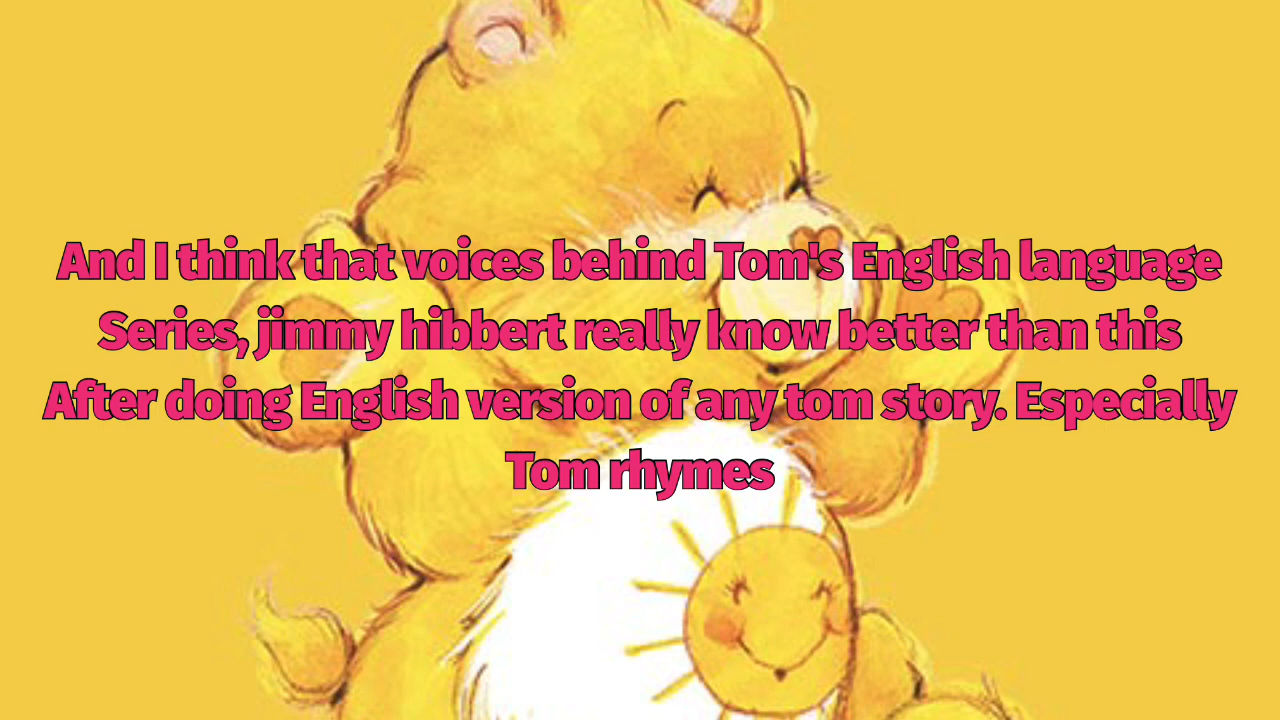 And I think that voices behind Tom's English language
Series, jimmy hibbert really know better than this
After doing English version of any tom story. Especially
Tom rhymes